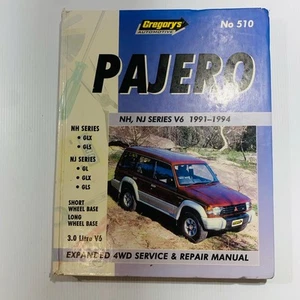 Gregory's
AUTOMOTIVE
No 510
PAJERO
NH, NJ SERIES V6 1991-1994
NH SERIES
• GLX
• GLS
NJ SERIES
• GL
• GLX
• GLS
SHORT
WHEEL BASE
LONG
WHEEL BASE
3.0 Litre V6
EXPANDED 4WD SERVICE & REPAIR MANUAL